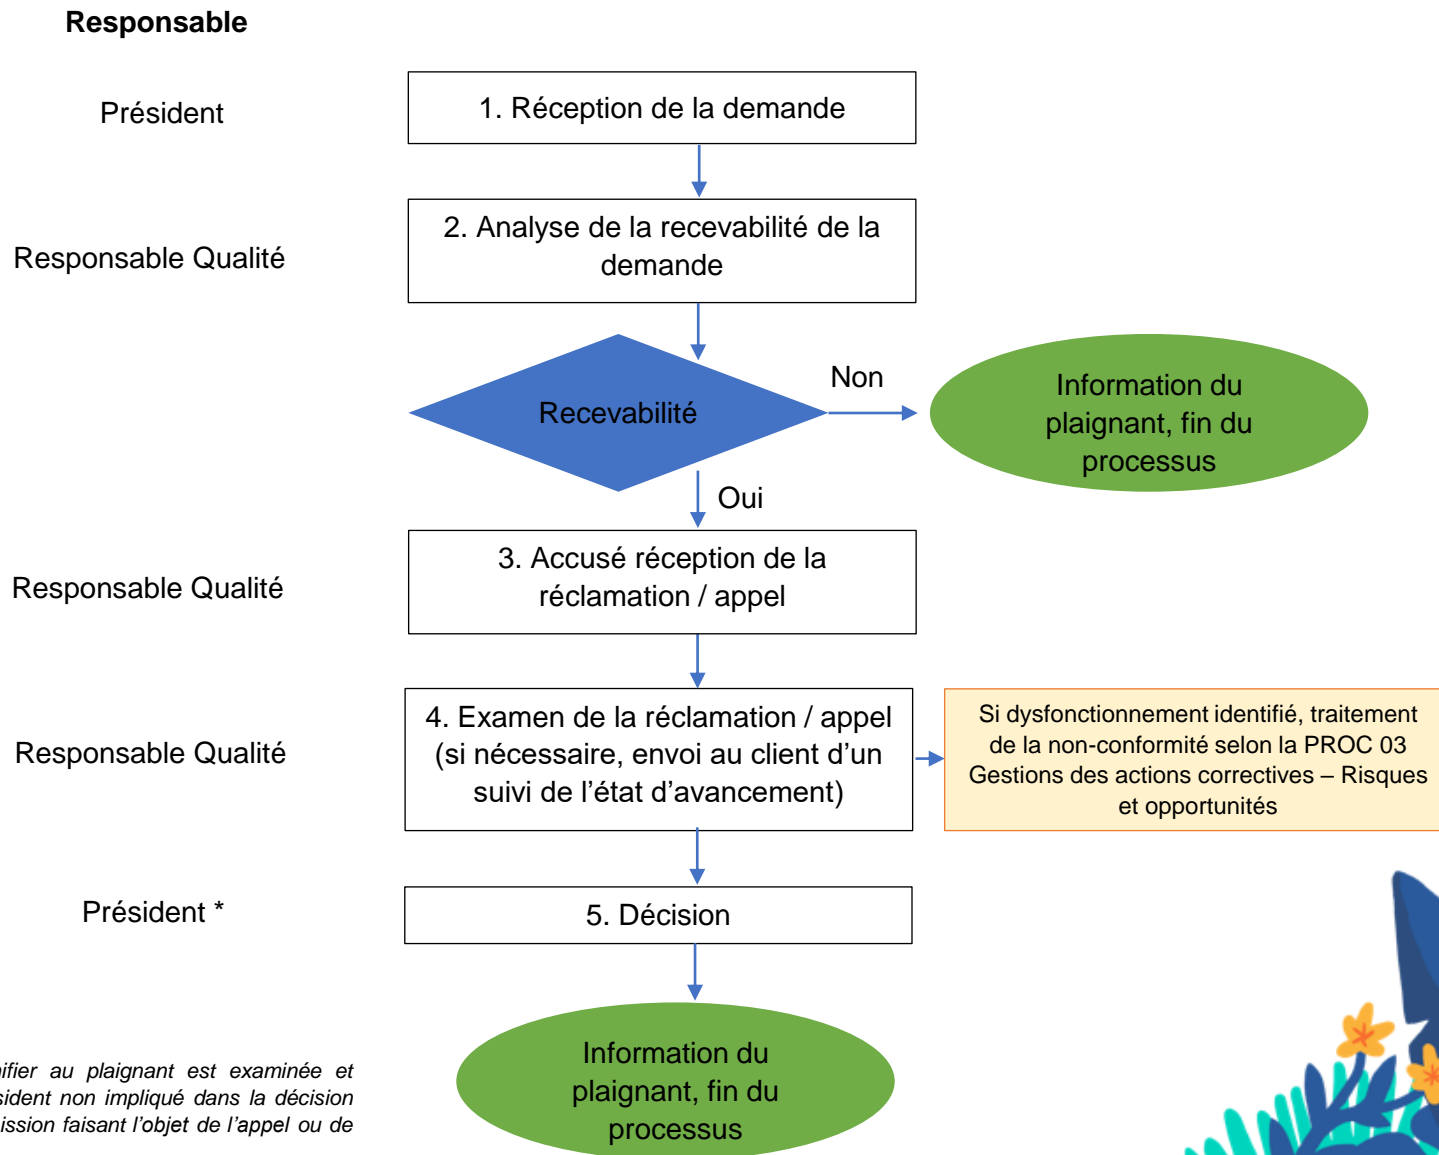 Responsable
Président
1. Réception de la demande
Responsable Qualité
2. Analyse de la recevabilité de la
demande
Recevabilité
Non
Information du
plaignant, fin du
processus
Oui
Responsable Qualité
3. Accusé réception de la
réclamation / appel
Responsable Qualité
4. Examen de la réclamation / appel
(si nécessaire, envoi au client d’un
suivi de l’état d’avancement)
Si dysfonctionnement identifié, traitement
de la non-conformité selon la PROC 03
Gestions des actions correctives – Risques
et opportunités
Président *
5. Décision
Information du
plaignant, fin du
processus
au plaignant est examinée et
non impliqué dans la décision
faisant l’objet de l’appel ou de